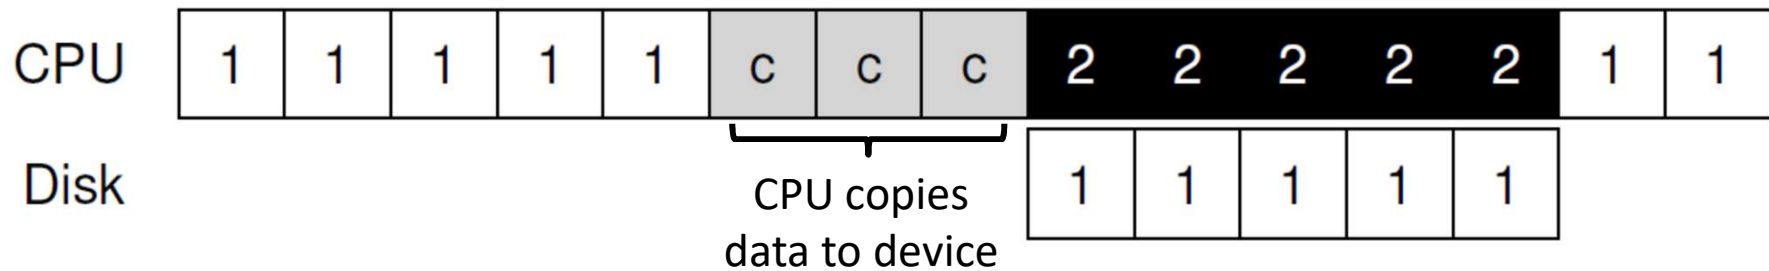 CPU 1 1 1 1 1 c c c 2 2 2 2 2 1 1
Disk 1 1 1 1 1
CPU copies
data to device